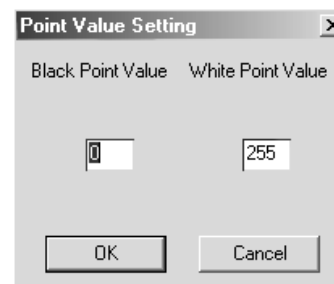 Point Value Setting
Black Point Value White Point Value
0 255
OK Cancel